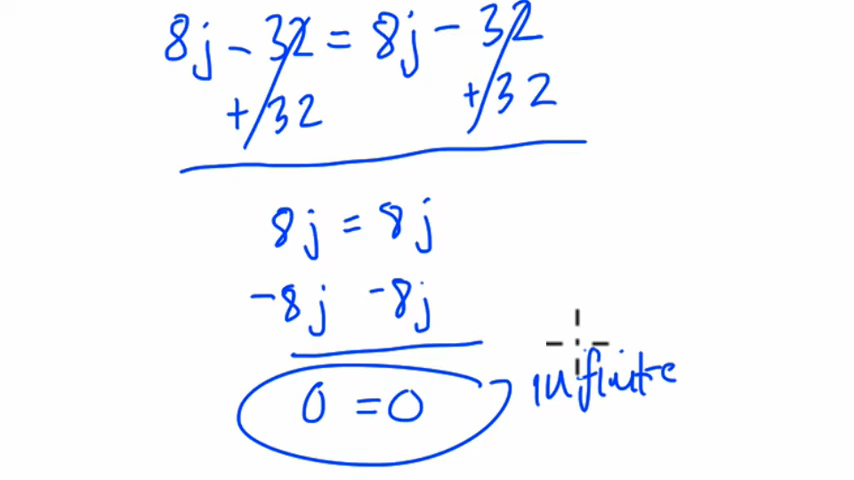 8j - 32 = 8j - 32
+32 +32
8j = 8j
-8j -8j
0 = 0 infinite